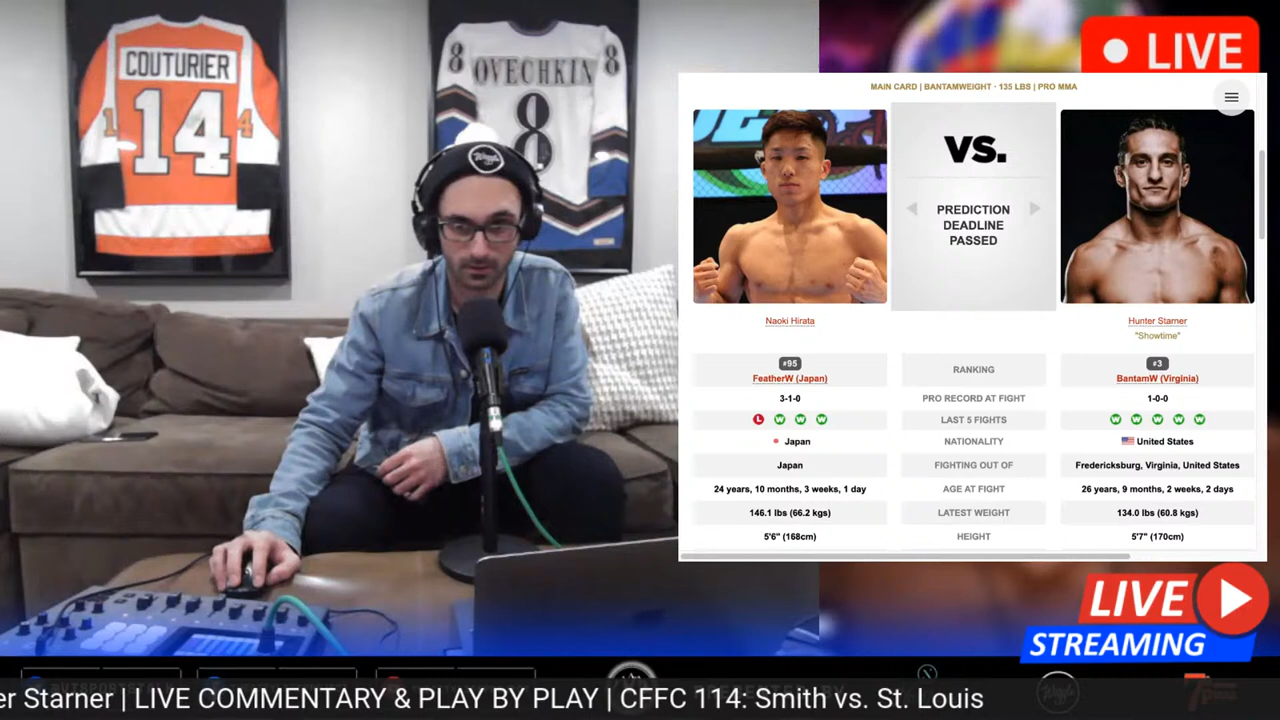 COUTURIER
14
1
4
8
8
OVECHKIN
8
Waggle
LIVE
MAIN CARD | BANTAMWEIGHT · 135 LBS | PRO MMA
VS.
PREDICTION
DEADLINE
PASSED
Naoki Hirata
Hunter Starner
"Showtime"
#95
FeatherW (Japan)
RANKING
#3
BantamW (Virginia)
3-1-0
PRO RECORD AT FIGHT
1-0-0
L W W W
LAST 5 FIGHTS
W W W W W
Japan
NATIONALITY
United States
Japan
FIGHTING OUT OF
Fredericksburg, Virginia, United States
24 years, 10 months, 3 weeks, 1 day
AGE AT FIGHT
26 years, 9 months, 2 weeks, 2 days
146.1 lbs (66.2 kgs)
LATEST WEIGHT
134.0 lbs (60.8 kgs)
5'6" (168cm)
HEIGHT
5'7" (170cm)
LIVE
STREAMING
er Starner | LIVE COMMENTARY & PLAY BY PLAY | CFFC 114: Smith vs. St. Louis